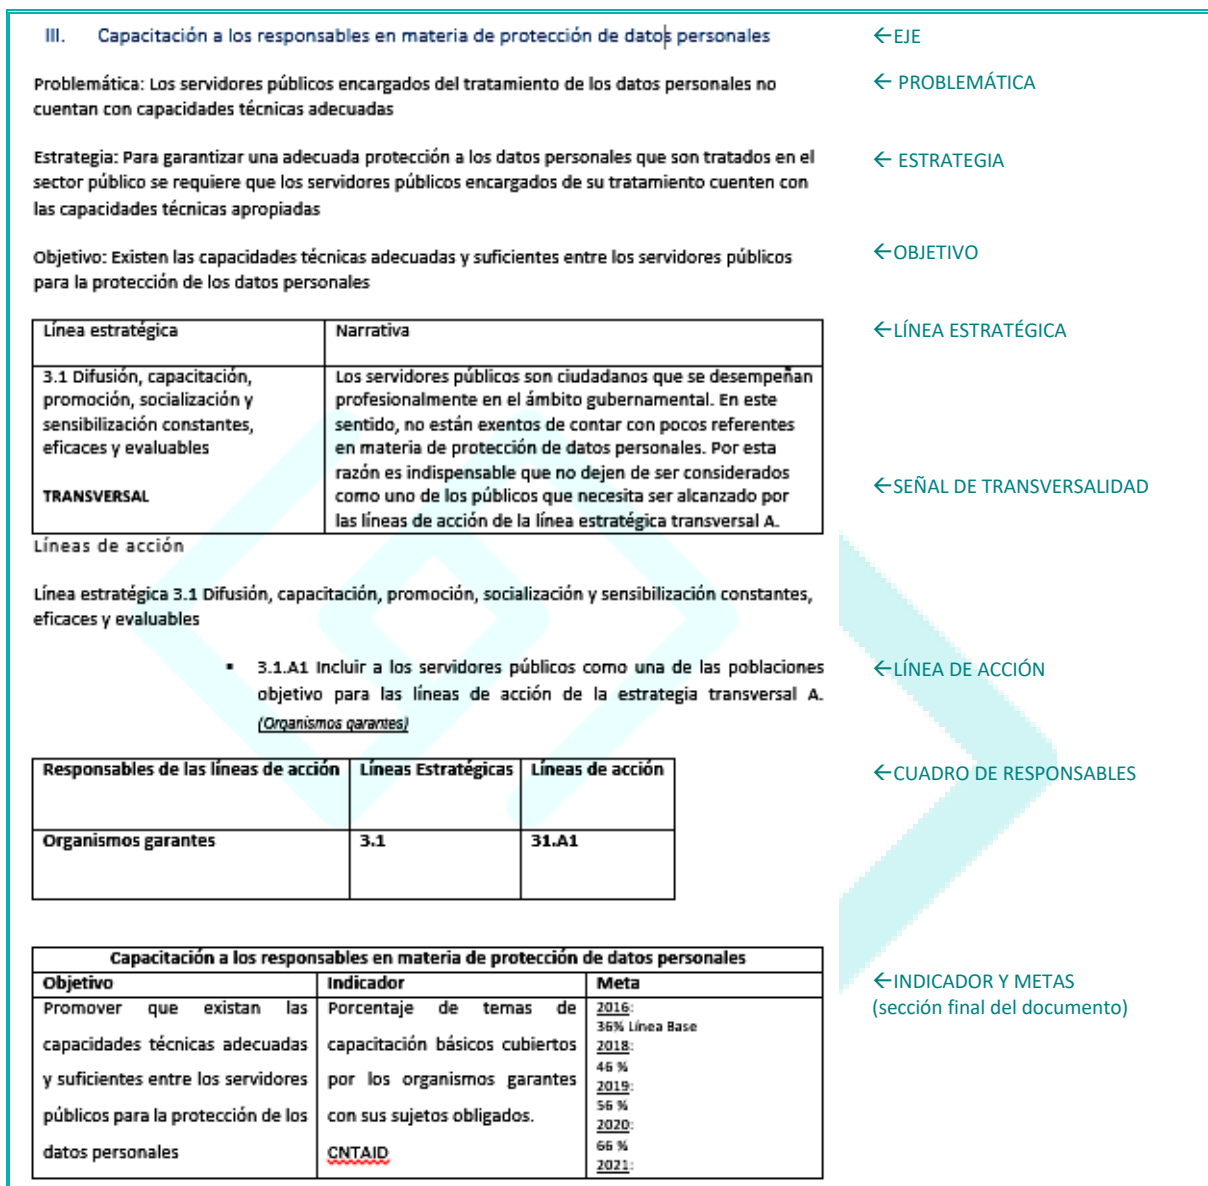 III. Capacitación a los responsables en materia de protección de datos personales
←EJE
Problemática: Los servidores públicos encargados del tratamiento de los datos personales no
cuentan con capacidades técnicas adecuadas
← PROBLEMÁTICA
Estrategia: Para garantizar una adecuada protección a los datos personales que son tratados en el
sector público se requiere que los servidores públicos encargados de su tratamiento cuenten con
las capacidades técnicas apropiadas
← ESTRATEGIA
Objetivo: Existen las capacidades técnicas adecuadas y suficientes entre los servidores públicos
para la protección de los datos personales
←OBJETIVO
Línea estratégica
Narrativa
←LÍNEA ESTRATÉGICA
3.1 Difusión, capacitación,
promoción, socialización y
sensibilización constantes,
eficaces y evaluables
TRANSVERSAL
Los servidores públicos son ciudadanos que se desempeñan
profesionalmente en el ámbito gubernamental. En este
sentido, no están exentos de contar con pocos referentes
en materia de protección de datos personales. Por esta
razón es indispensable que no dejen de ser considerados
como uno de los públicos que necesita ser alcanzado por
las líneas de acción de la línea estratégica transversal A.
←SEÑAL DE TRANSVERSALIDAD
Líneas de acción
Línea estratégica 3.1 Difusión, capacitación, promoción, socialización y sensibilización constantes,
eficaces y evaluables
▪ 3.1.A1 Incluir a los servidores públicos como una de las poblaciones
objetivo para las líneas de acción de la estrategia transversal A.
(Organismos garantes)
←LÍNEA DE ACCIÓN
Responsables de las líneas de acción
Líneas Estratégicas
Líneas de acción
←CUADRO DE RESPONSABLES
Organismos garantes
3.1
31.A1
Capacitación a los responsables en materia de protección de datos personales
Objetivo
Indicador
Meta
←INDICADOR Y METAS
(sección final del documento)
Promover que existan las
capacidades técnicas adecuadas
y suficientes entre los servidores
públicos para la protección de los
datos personales
Porcentaje de temas de
capacitación básicos cubiertos
por los organismos garantes
con sus sujetos obligados.
CNTAID
2016:
36% Línea Base
2018:
46 %
2019:
56 %
2020:
66 %
2021: